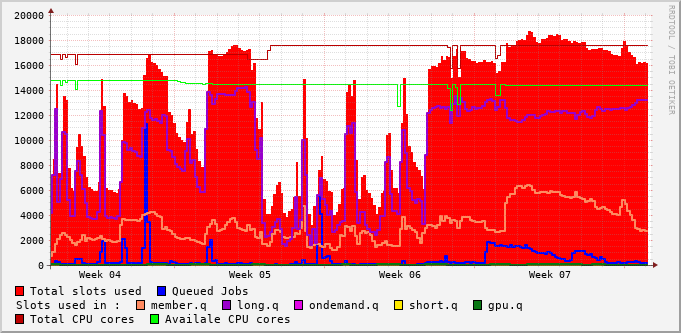 20000
18000
16000
14000
12000
10000
8000
6000
4000
2000
0
Week 04 Week 05 Week 06 Week 07
RRDTOOL / TOBI OETIKER
Total slots used Queued Jobs
Slots used in : member.q long.q ondemand.q short.q gpu.q
Total CPU cores Availale CPU cores